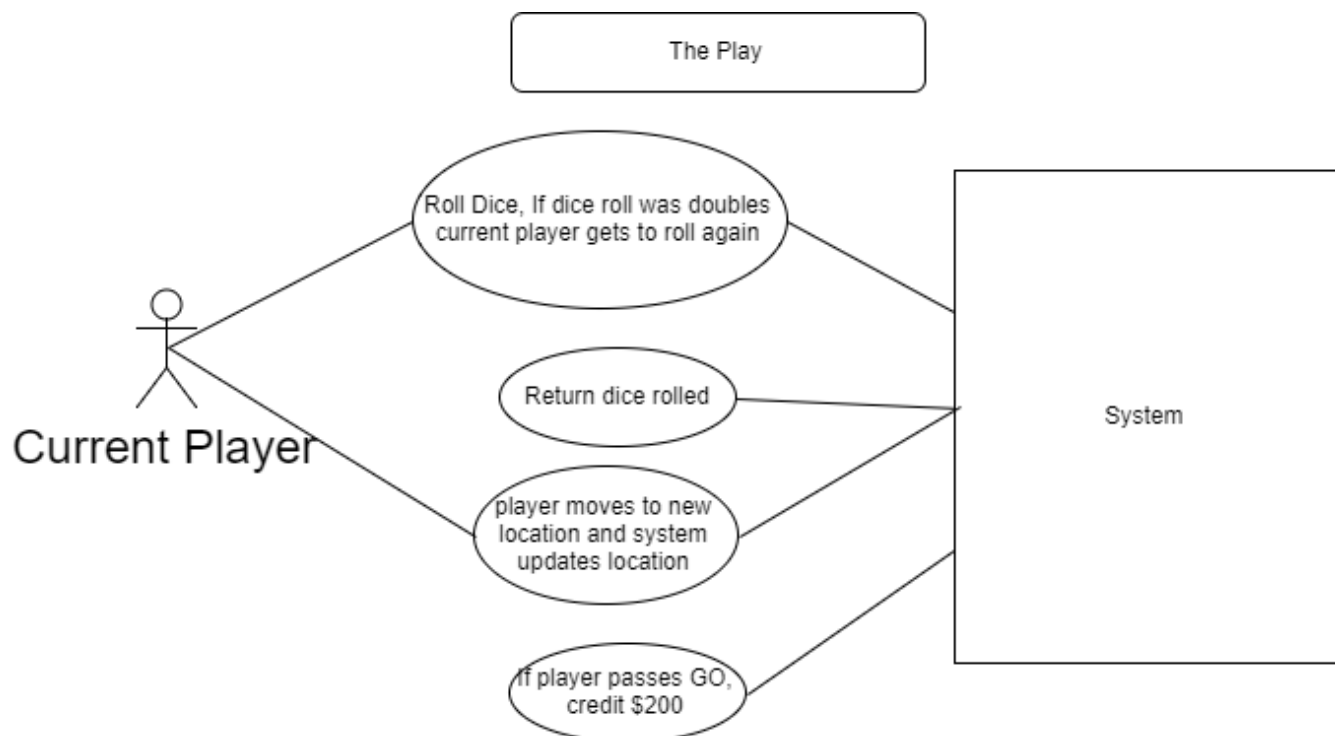 The Play
Roll Dice, If dice roll was doubles
current player gets to roll again
Return dice rolled
System
Current Player
player moves to new
location and system
updates location
If player passes GO,
credit $200